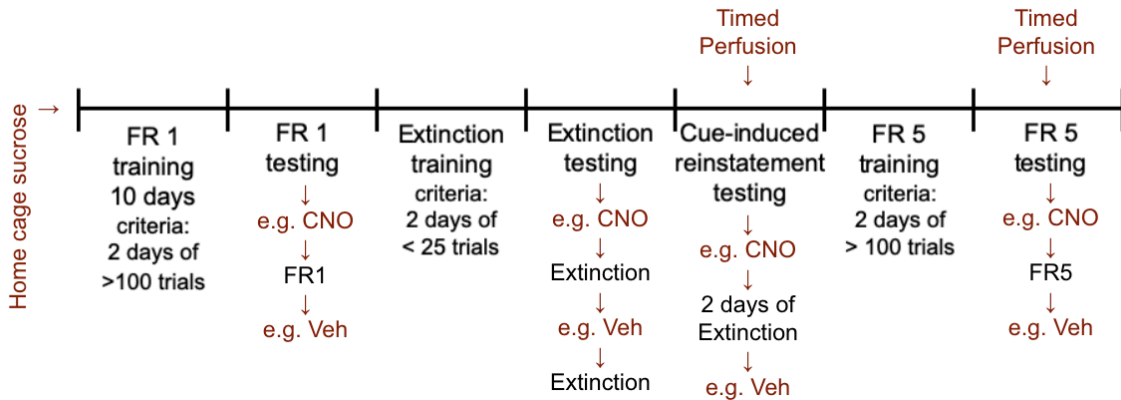 Timed
Perfusion
↓
Timed
Perfusion
↓
Home cage sucrose →
FR 1
training
10 days
criteria:
2 days of
>100 trials
FR 1
testing
↓
e.g. CNO
↓
FR1
↓
e.g. Veh
Extinction
training
criteria:
2 days of
< 25 trials
Extinction
testing
↓
e.g. CNO
↓
Extinction
↓
e.g. Veh
↓
Extinction
Cue-induced
reinstatement
testing
↓
e.g. CNO
↓
2 days of
Extinction
↓
e.g. Veh
FR 5
training
criteria:
2 days of
> 100 trials
FR 5
testing
↓
e.g. CNO
↓
FR5
↓
e.g. Veh